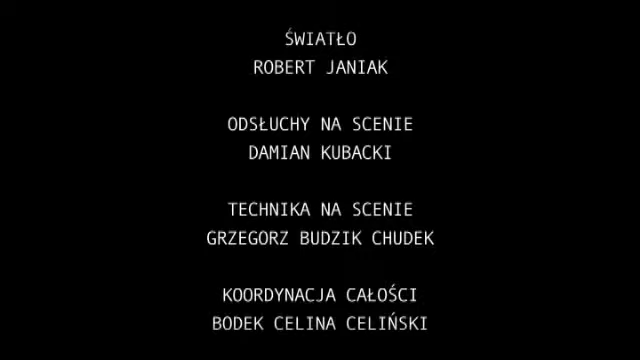 ŚWIATŁO
ROBERT JANIAK
ODSŁUCHY NA SCENIE
DAMIAN KUBACKI
TECHNIKA NA SCENIE
GRZEGORZ BUDZIK CHUDEK
KOORDYNACJA CAŁOŚCI
BODEK CELINA CELIŃSKI